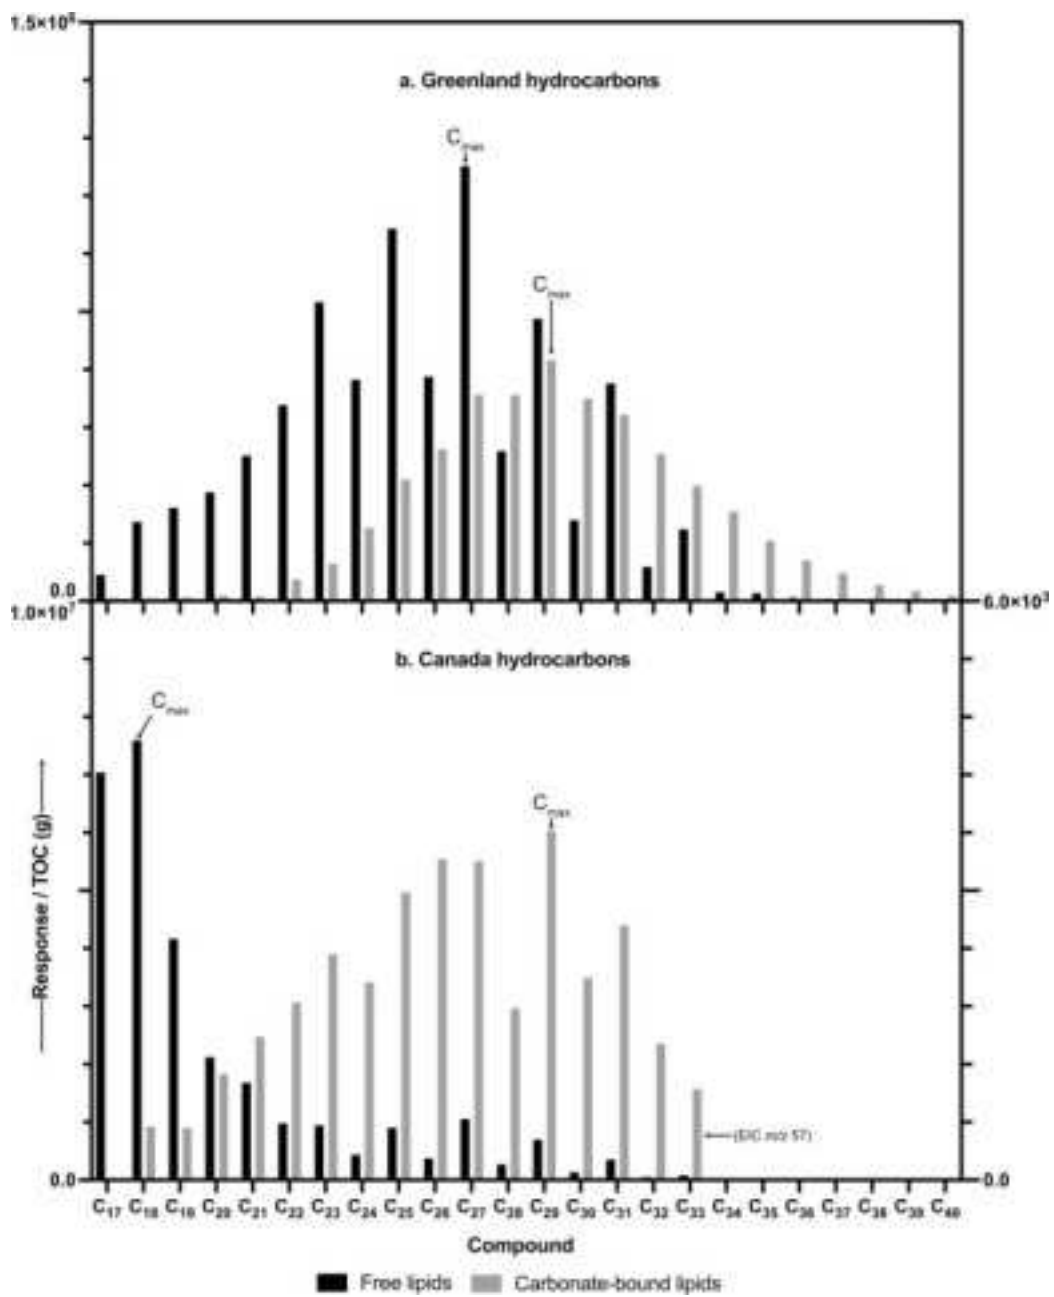 1.5×10⁶
a. Greenland hydrocarbons
Cmax
Cmax
0.0
1.0×10⁷
6.0×10³
b. Canada hydrocarbons
Cmax
Cmax
Response / TOC (g)
(EIC m/z 57)
0.0
0.0
C17 C18 C19 C20 C21 C22 C23 C24 C25 C26 C27 C28 C29 C30 C31 C32 C33 C34 C35 C36 C37 C38 C39 C40
Compound
Free lipids Carbonate-bound lipids